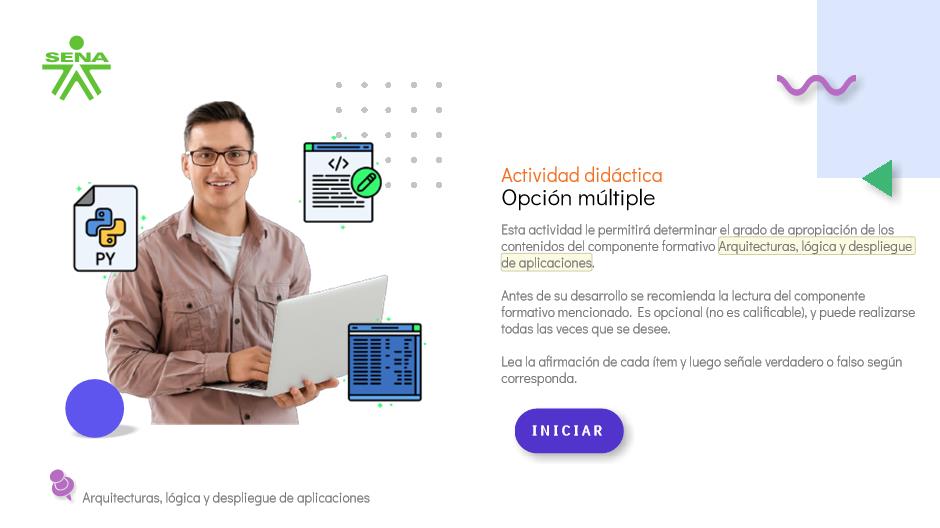 SENA
</>
PY
Actividad didáctica
Opción múltiple
Esta actividad le permitirá determinar el grado de apropiación de los
contenidos del componente formativo Arquitecturas, lógica y despliegue
de aplicaciones.
Antes de su desarrollo se recomienda la lectura del componente
formativo mencionado. Es opcional (no es calificable), y puede realizarse
todas las veces que se desee.
Lea la afirmación de cada ítem y luego señale verdadero o falso según
corresponda.
INICIAR
Arquitecturas, lógica y despliegue de aplicaciones